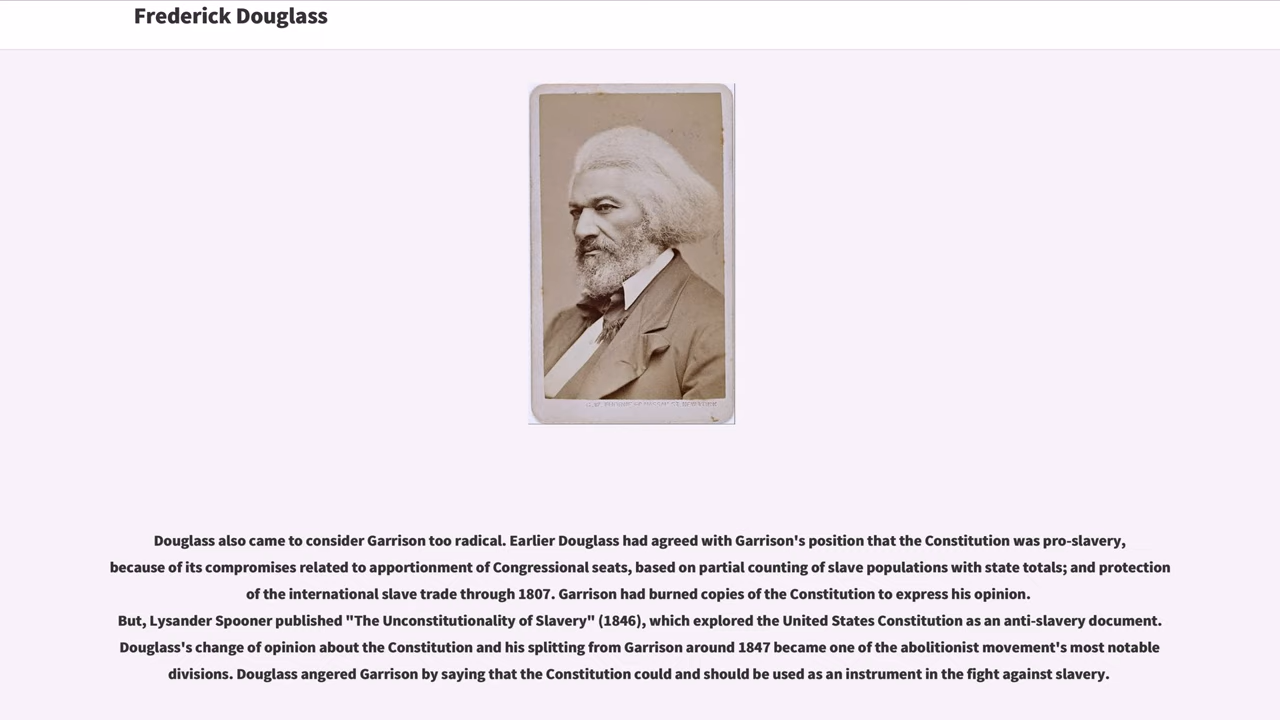 Frederick Douglass
Douglass also came to consider Garrison too radical. Earlier Douglass had agreed with Garrison's position that the Constitution was pro-slavery,
because of its compromises related to apportionment of Congressional seats, based on partial counting of slave populations with state totals; and protection
of the international slave trade through 1807. Garrison had burned copies of the Constitution to express his opinion.
But, Lysander Spooner published "The Unconstitutionality of Slavery" (1846), which explored the United States Constitution as an anti-slavery document.
Douglass's change of opinion about the Constitution and his splitting from Garrison around 1847 became one of the abolitionist movement's most notable
divisions. Douglass angered Garrison by saying that the Constitution could and should be used as an instrument in the fight against slavery.